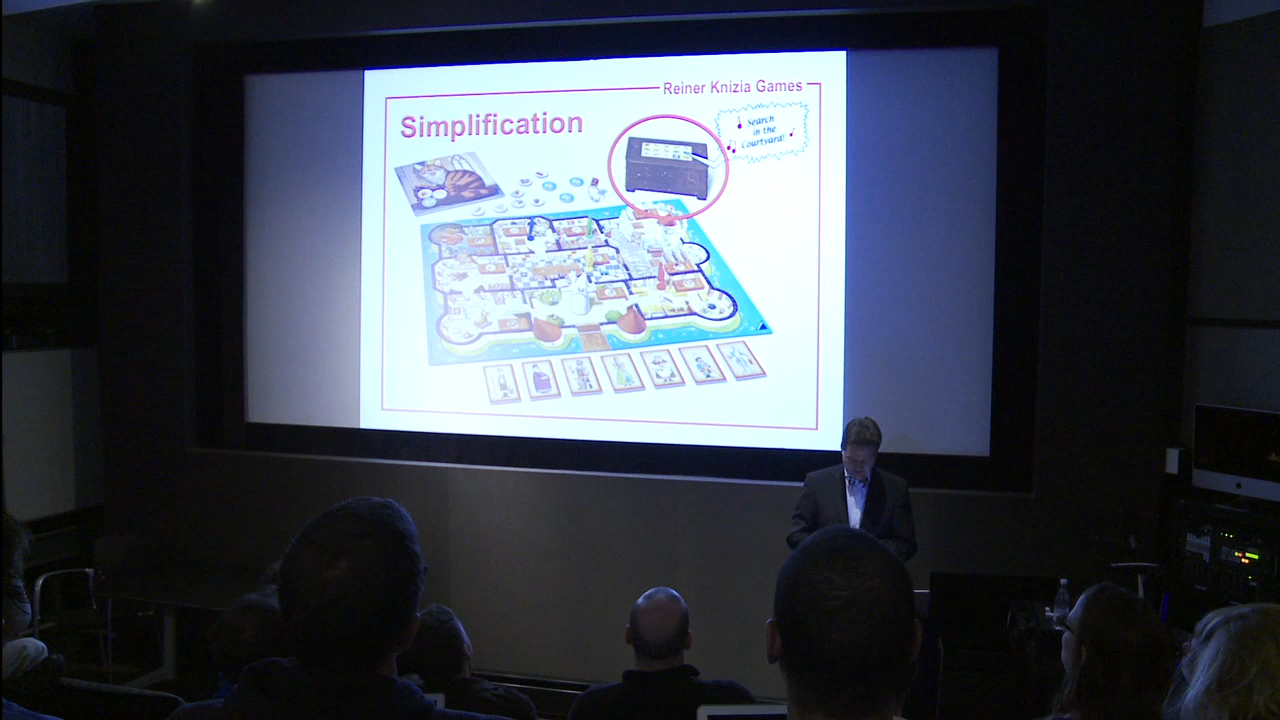 Reiner Knizia Games
Simplification
Search
in the
Courtyard!